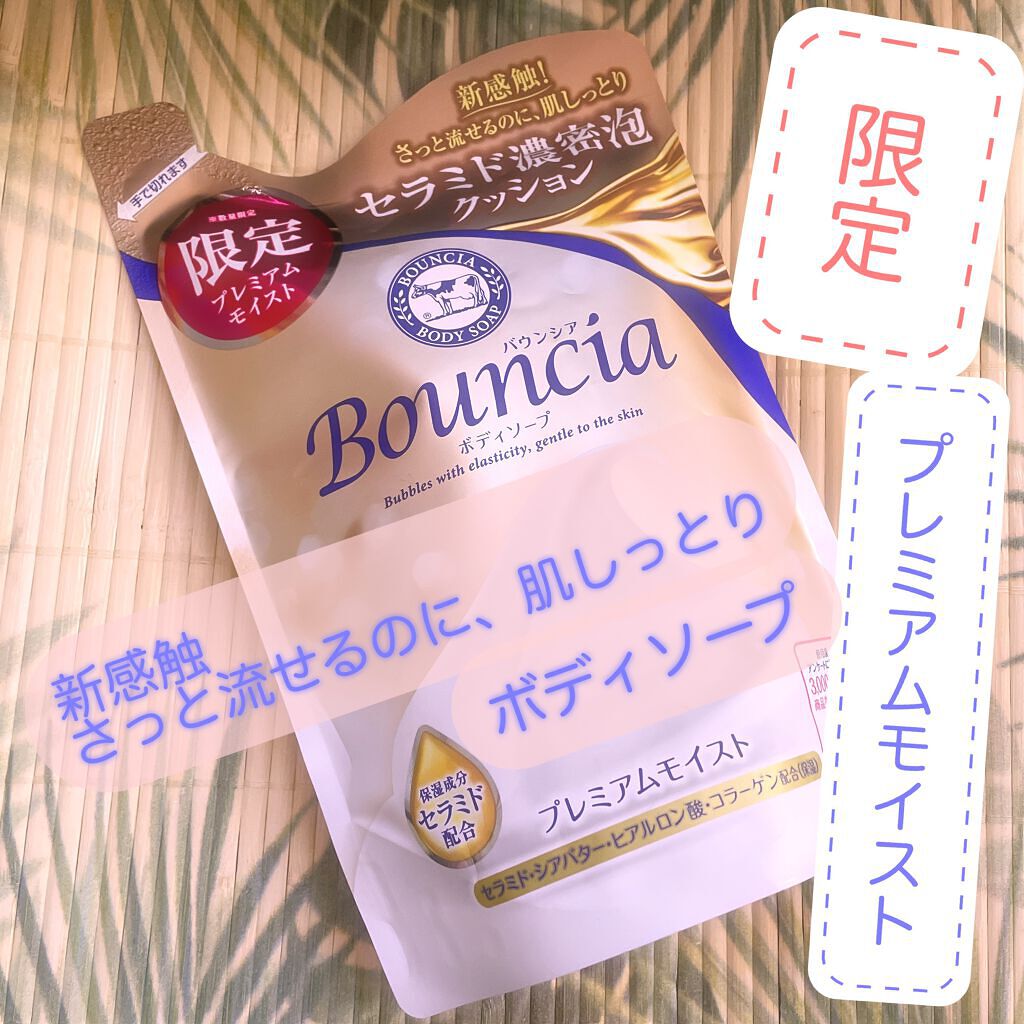 新感触!
さっと流せるのに、肌しっとり
セラミド濃密泡
クッション
手で切れます
※数量限定
限定
プレミアム
モイスト
BOUNCIA
BODY SOAP
バウンシア
Bouncia
ボディソープ
Bubbles with elasticity, gentle to the skin
限定
プレミアムモイスト
新感触
さっと流せるのに、肌しっとり
ボディソープ
保湿成分
セラミド
配合
プレミアムモイスト
セラミド・シアバター・ヒアルロン酸・コラーゲン配合(保湿)